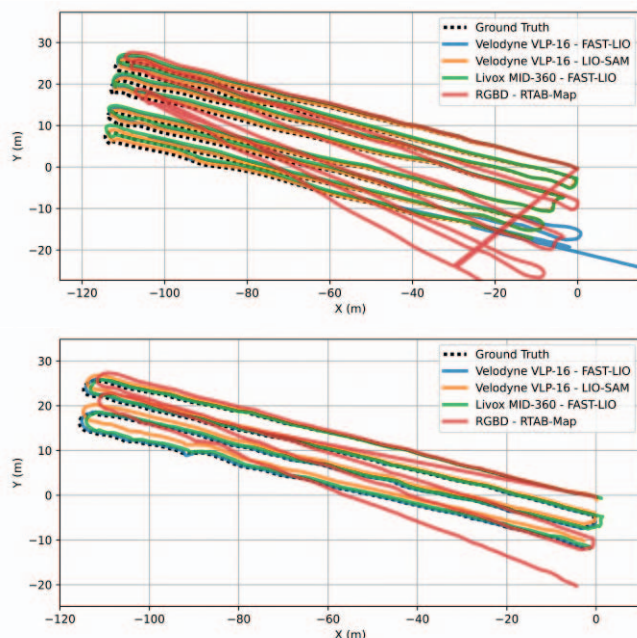 30
20
10
0
−10
−20
Y (m)
−120
−100
−80
−60
−40
−20
0
X (m)
Ground Truth
Velodyne VLP-16 - FAST-LIO
Velodyne VLP-16 - LIO-SAM
Livox MID-360 - FAST-LIO
RGBD - RTAB-Map
30
20
10
0
−10
−20
Y (m)
−120
−100
−80
−60
−40
−20
0
X (m)
Ground Truth
Velodyne VLP-16 - FAST-LIO
Velodyne VLP-16 - LIO-SAM
Livox MID-360 - FAST-LIO
RGBD - RTAB-Map